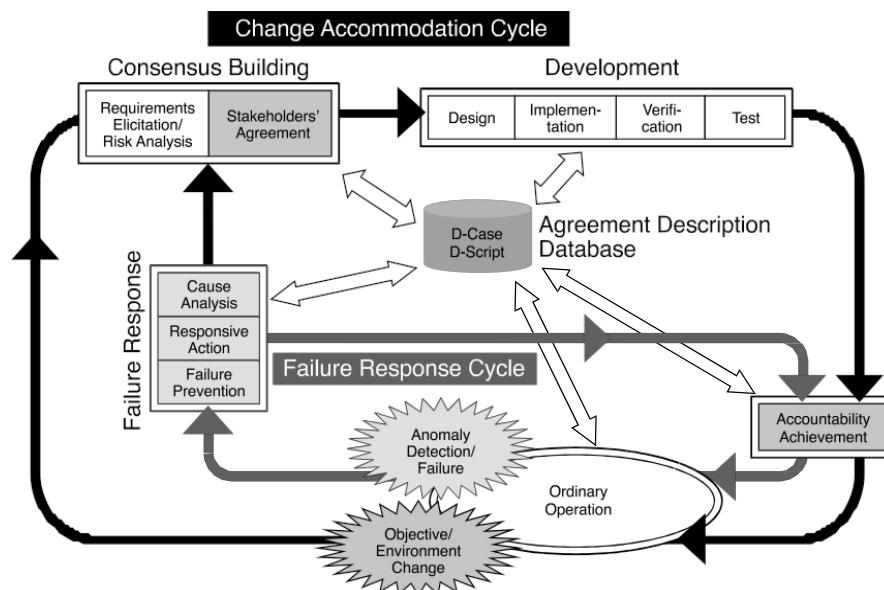 Change Accommodation Cycle
Consensus Building
Development
Requirements
Elicitation/
Risk Analysis
Stakeholders'
Agreement
Design
Implemen-
tation
Verifi-
cation
Test
D-Case
D-Script
Agreement Description
Database
Failure Response
Cause
Analysis
Responsive
Action
Failure
Prevention
Failure Response Cycle
Accountability
Achievement
Anomaly
Detection/
Failure
Ordinary
Operation
Objective/
Environment
Change